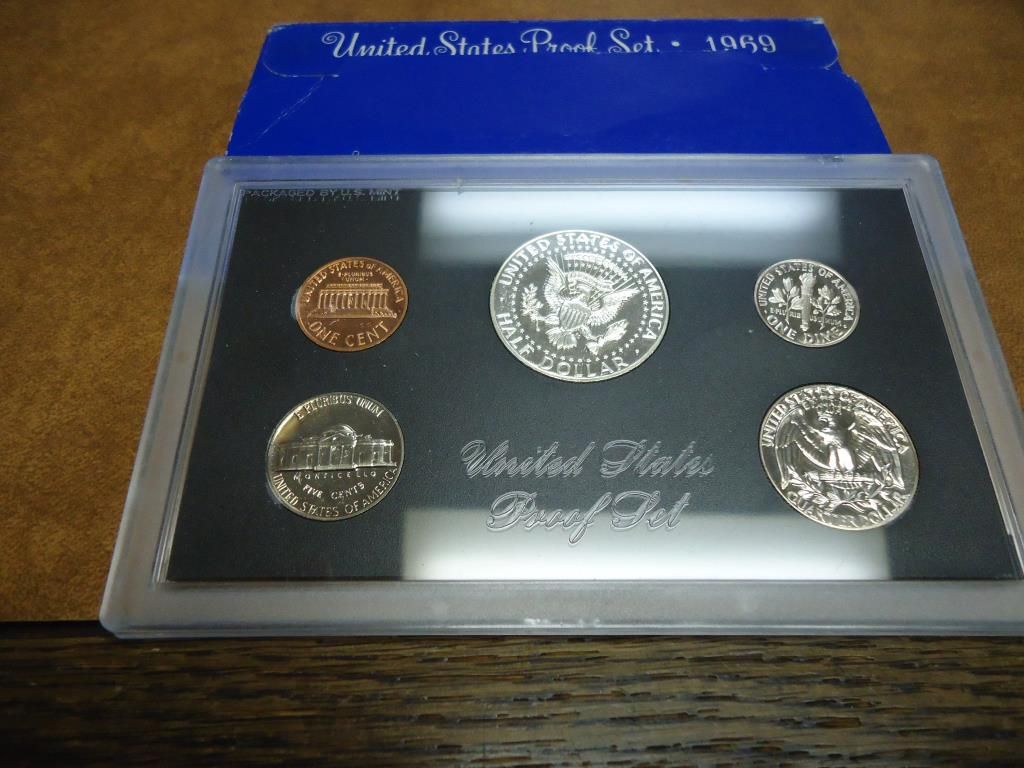 United States Proof Set • 1969
PACKAGED BY U.S. MINT
UNITED STATES OF AMERICA
E·PLURIBUS
UNUM
ONE CENT
UNITED STATES OF AMERICA
HALF DOLLAR
UNITED STATES OF AMERICA
ONE DIME
E PLURIBUS UNUM
MONTICELLO
FIVE CENTS
UNITED STATES OF AMERICA
UNITED STATES OF AMERICA
QUARTER DOLLAR
United States
Proof Set